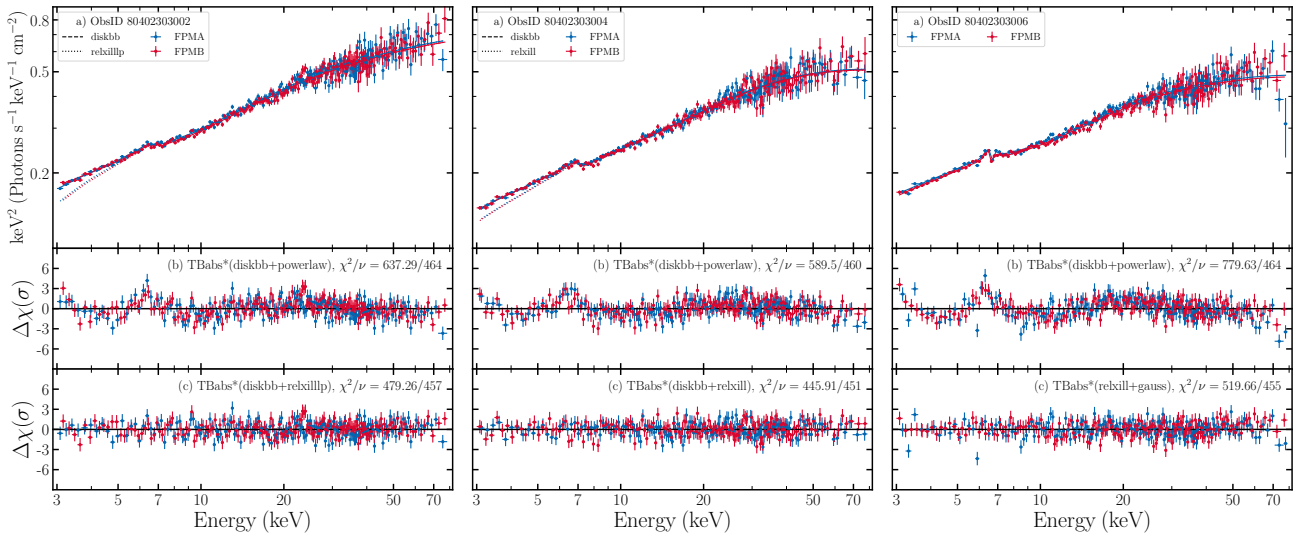 a) ObsID 80402303002
diskbb
relxilllp
FPMA
FPMB
keV² (Photons s⁻¹ keV⁻¹ cm⁻²)
0.8
0.5
0.2
(b) TBabs*(diskbb+powerlaw), χ²/ν = 637.29/464
Δχ(σ)
6
3
0
-3
-6
(c) TBabs*(diskbb+relxilllp), χ²/ν = 479.26/457
Δχ(σ)
6
3
0
-3
-6
3 5 10 20 50 70
Energy (keV)
a) ObsID 80402303004
diskbb
relxill
FPMA
FPMB
(b) TBabs*(diskbb+powerlaw), χ²/ν = 589.5/460
(c) TBabs*(diskbb+relxill), χ²/ν = 445.91/451
3 5 10 20 50 70
Energy (keV)
a) ObsID 80402303006
FPMA FPMB
(b) TBabs*(diskbb+powerlaw), χ²/ν = 779.63/464
(c) TBabs*(relxill+gauss), χ²/ν = 519.66/455
3 5 10 20 50 70
Energy (keV)